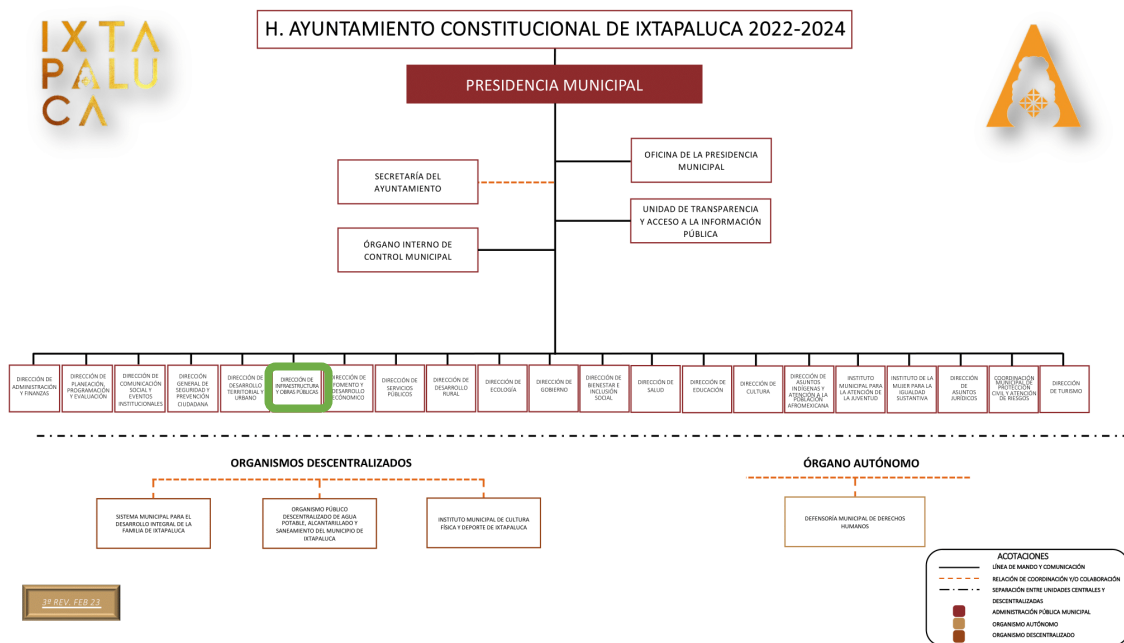 IXTA
PALU
CA
H. AYUNTAMIENTO CONSTITUCIONAL DE IXTAPALUCA 2022-2024
PRESIDENCIA MUNICIPAL
OFICINA DE LA PRESIDENCIA
MUNICIPAL
SECRETARÍA DEL
AYUNTAMIENTO
UNIDAD DE TRANSPARENCIA
Y ACCESO A LA INFORMACIÓN
PÚBLICA
ÓRGANO INTERNO DE
CONTROL MUNICIPAL
DIRECCIÓN DE
ADMINISTRACIÓN
Y FINANZAS
DIRECCIÓN DE
PLANEACIÓN,
PROGRAMACIÓN
Y EVALUACIÓN
DIRECCIÓN DE
COMUNICACIÓN
SOCIAL Y
EVENTOS
INSTITUCIONALES
DIRECCIÓN
GENERAL DE
SEGURIDAD Y
PREVENCIÓN
CIUDADANA
DIRECCIÓN DE
DESARROLLO
TERRITORIAL Y
URBANO
DIRECCIÓN DE
INFRAESTRUCTURA
Y OBRAS PÚBLICAS
DIRECCIÓN DE
FOMENTO Y
DESARROLLO
ECONÓMICO
DIRECCIÓN DE
SERVICIOS
PÚBLICOS
DIRECCIÓN DE
DESARROLLO
RURAL
DIRECCIÓN DE
ECOLOGÍA
DIRECCIÓN DE
GOBIERNO
DIRECCIÓN DE
BIENESTAR E
INCLUSIÓN
SOCIAL
DIRECCIÓN DE
SALUD
DIRECCIÓN DE
EDUCACIÓN
DIRECCIÓN DE
CULTURA
DIRECCIÓN DE
ASUNTOS
INDÍGENAS Y
ATENCIÓN A LA
POBLACIÓN
AFROMEXICANA
INSTITUTO
MUNICIPAL PARA
LA ATENCIÓN DE
LA JUVENTUD
INSTITUTO DE LA
MUJER PARA LA
IGUALDAD
SUSTANTIVA
DIRECCIÓN
DE
ASUNTOS
JURÍDICOS
COORDINACIÓN
MUNICIPAL DE
PROTECCIÓN
CIVIL Y ATENCIÓN
DE RIESGOS
DIRECCIÓN
DE TURISMO
ORGANISMOS DESCENTRALIZADOS
ÓRGANO AUTÓNOMO
SISTEMA MUNICIPAL PARA EL
DESARROLLO INTEGRAL DE LA
FAMILIA DE IXTAPALUCA
ORGANISMO PÚBLICO
DESCENTRALIZADO DE AGUA
POTABLE, ALCANTARILLADO Y
SANEAMIENTO DEL MUNICIPIO DE
IXTAPALUCA
INSTITUTO MUNICIPAL DE CULTURA
FÍSICA Y DEPORTE DE IXTAPALUCA
DEFENSORÍA MUNICIPAL DE DERECHOS
HUMANOS
3ª REV. FEB 23
ACOTACIONES
LÍNEA DE MANDO Y COMUNICACIÓN
RELACIÓN DE COORDINACIÓN Y/O COLABORACIÓN
SEPARACIÓN ENTRE UNIDADES CENTRALES Y
DESCENTRALIZADAS
ADMINISTRACIÓN PÚBLICA MUNICIPAL
ORGANISMO AUTÓNOMO
ORGANISMO DESCENTRALIZADO